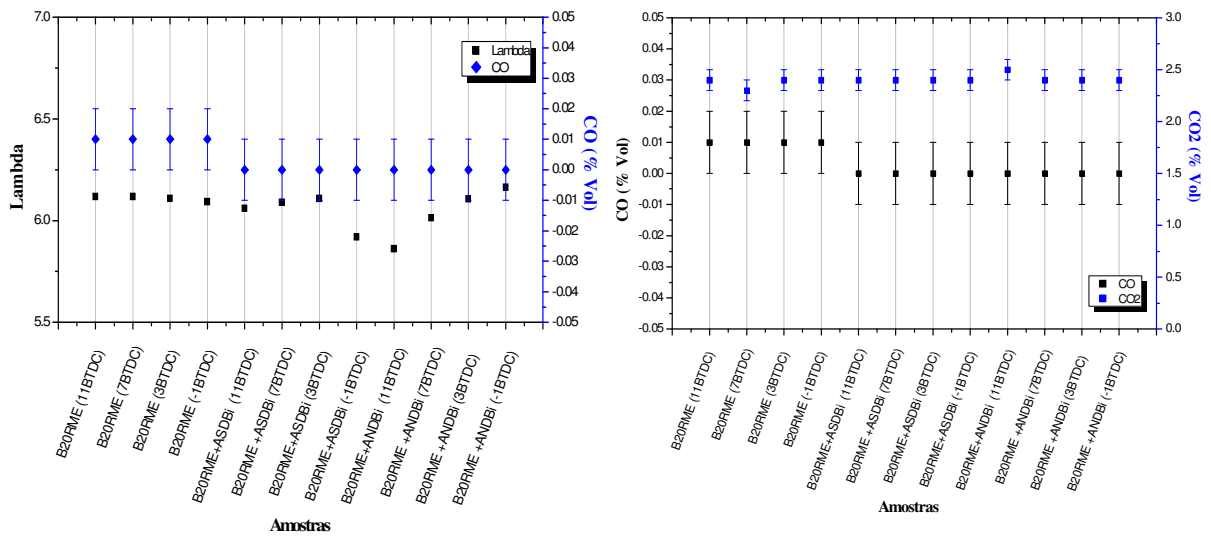 7.0
6.5
6.0
5.5
Lambda
0.05
0.04
0.03
0.02
0.01
0.00
-0.01
-0.02
-0.03
-0.04
-0.05
CO (% Vol)
Lambda
CO
B20RME (11BTDC)
B20RME (7BTDC)
B20RME (3BTDC)
B20RME (-1BTDC)
B20RME+ASDBi (11BTDC)
B20RME +ASDBi (7BTDC)
B20RME+ASDBi (3BTDC)
B20RME+ASDBi (-1BTDC)
B20RME+ANDBi (11BTDC)
B20RME +ANDBi (7BTDC)
B20RME +ANDBi (3BTDC)
B20RME +ANDBi (-1BTDC)
Amostras
0.05
0.04
0.03
0.02
0.01
0.00
-0.01
-0.02
-0.03
-0.04
-0.05
CO (% Vol)
3.0
2.5
2.0
1.5
1.0
0.5
0.0
CO2 (% Vol)
CO
CO2
B20RME (11BTDC)
B20RME (7BTDC)
B20RME (3BTDC)
B20RME (-1BTDC)
B20RME+ASDBi (11BTDC)
B20RME +ASDBi (7BTDC)
B20RME+ASDBi (3BTDC)
B20RME+ASDBi (-1BTDC)
B20RME+ANDBi (11BTDC)
B20RME +ANDBi (7BTDC)
B20RME +ANDBi (3BTDC)
B20RME +ANDBi (-1BTDC)
Amostras